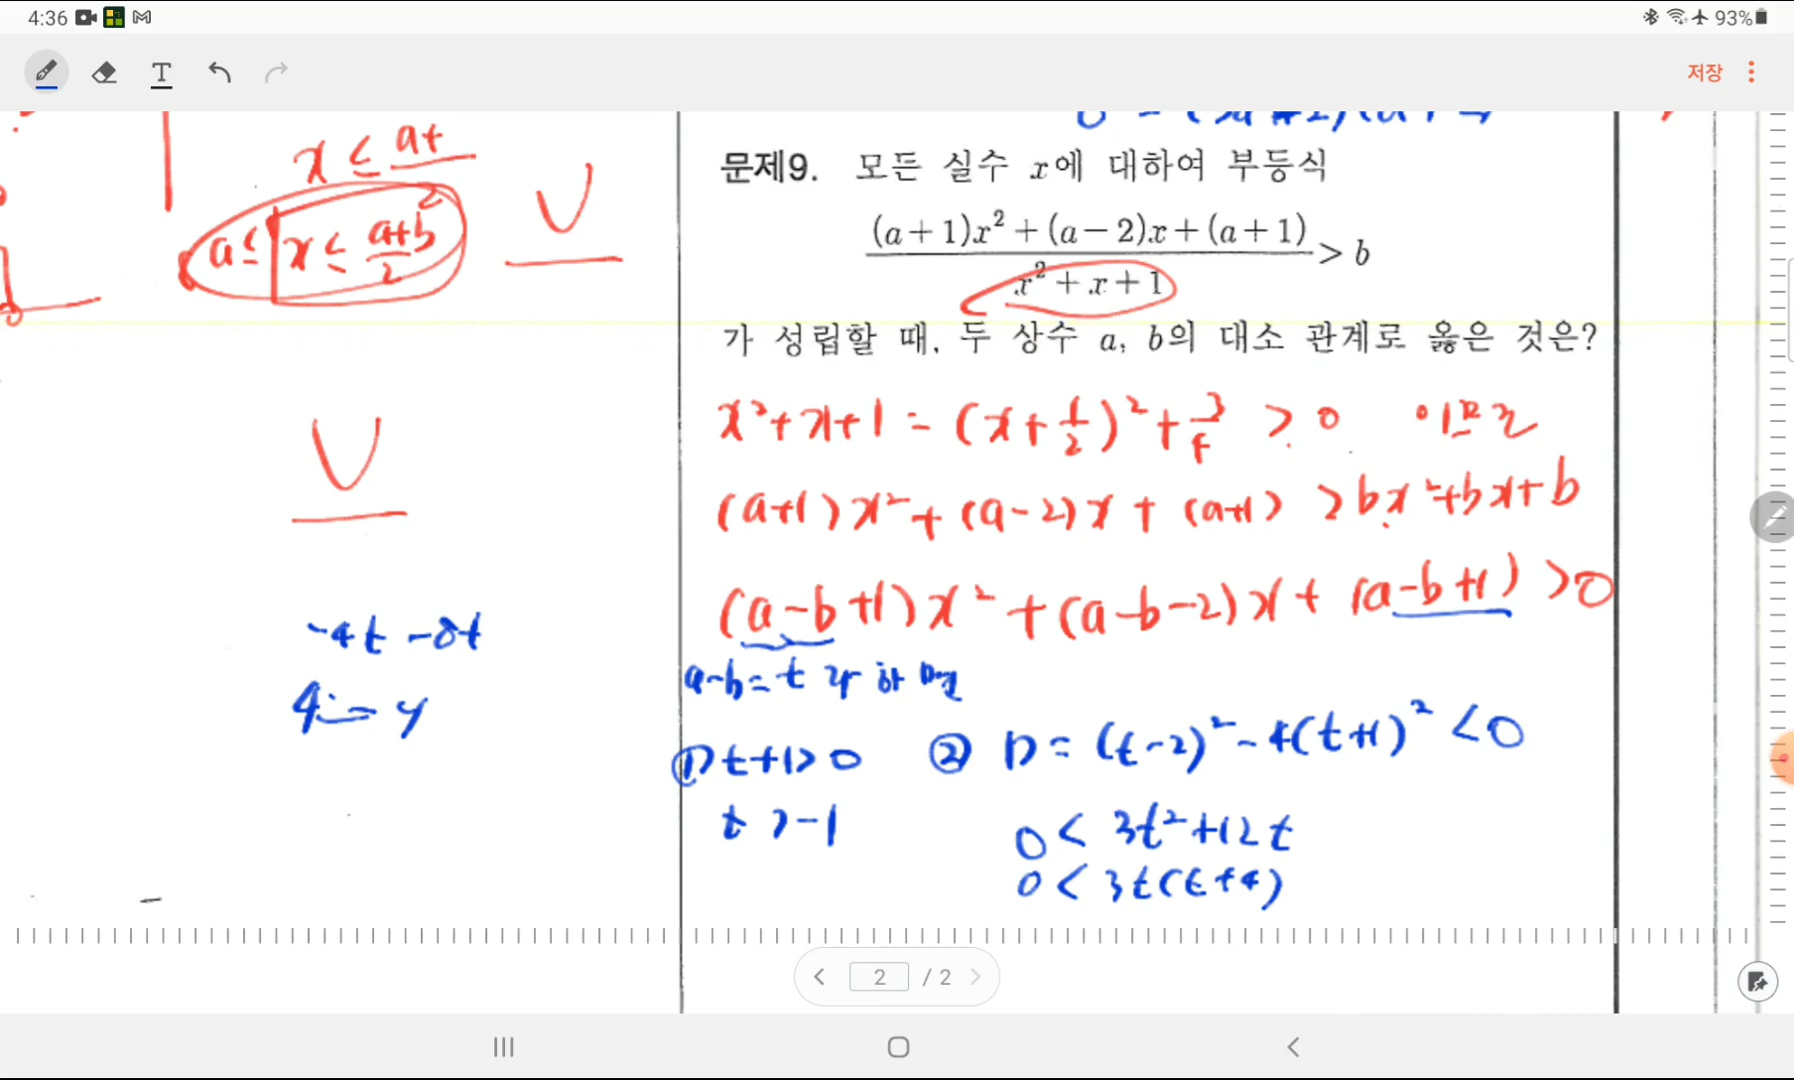 4:36
93%
저장
x ≤ a+
a ≤ x ≤ a+b/2
-4t -8t
문제9. 모든 실수 x에 대하여 부등식
(a+1)x²+(a-2)x+(a+1) / x²+x+1 > b
가 성립할 때, 두 상수 a, b의 대소 관계로 옳은 것은?
x²+x+1 = (x+1/2)²+3/4 > 0 이므로
(a+1)x²+(a-2)x+(a+1) > bx²+bx+b
(a-b+1)x²+(a-b-2)x+(a-b+1) > 0
a-b=t 라 하면
① t+1>0 ② D=(t-2)²-4(t+1)²<0
t>-1
0<3t²+12t
0<3t(t+4)
2 / 2